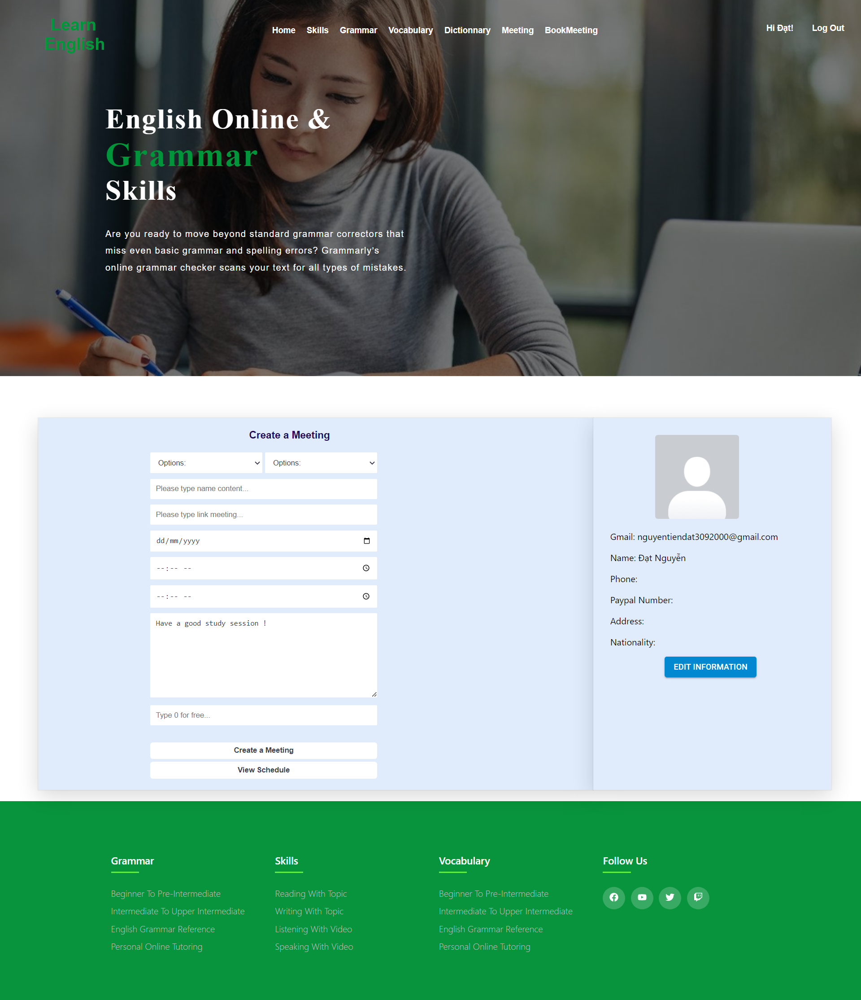 Learn
English
Home Skills Grammar Vocabulary Dictionnary Meeting BookMeeting
Hi Đạt! Log Out
English Online &
Grammar
Skills
Are you ready to move beyond standard grammar correctors that
miss even basic grammar and spelling errors? Grammarly’s
online grammar checker scans your text for all types of mistakes.
Create a Meeting
Options: Options:
Please type name content...
Please type link meeting...
dd/mm/yyyy
--:-- --
--:-- --
Have a good study session !
Type 0 for free...
Create a Meeting
View Schedule
Gmail: nguyentiendat3092000@gmail.com
Name: Đạt Nguyễn
Phone:
Paypal Number:
Address:
Nationality:
EDIT INFORMATION
Grammar
Beginner To Pre-Intermediate
Intermediate To Upper Intermediate
English Grammar Reference
Personal Online Tutoring
Skills
Reading With Topic
Writing With Topic
Listening With Video
Speaking With Video
Vocabulary
Beginner To Pre-Intermediate
Intermediate To Upper Intermediate
English Grammar Reference
Personal Online Tutoring
Follow Us